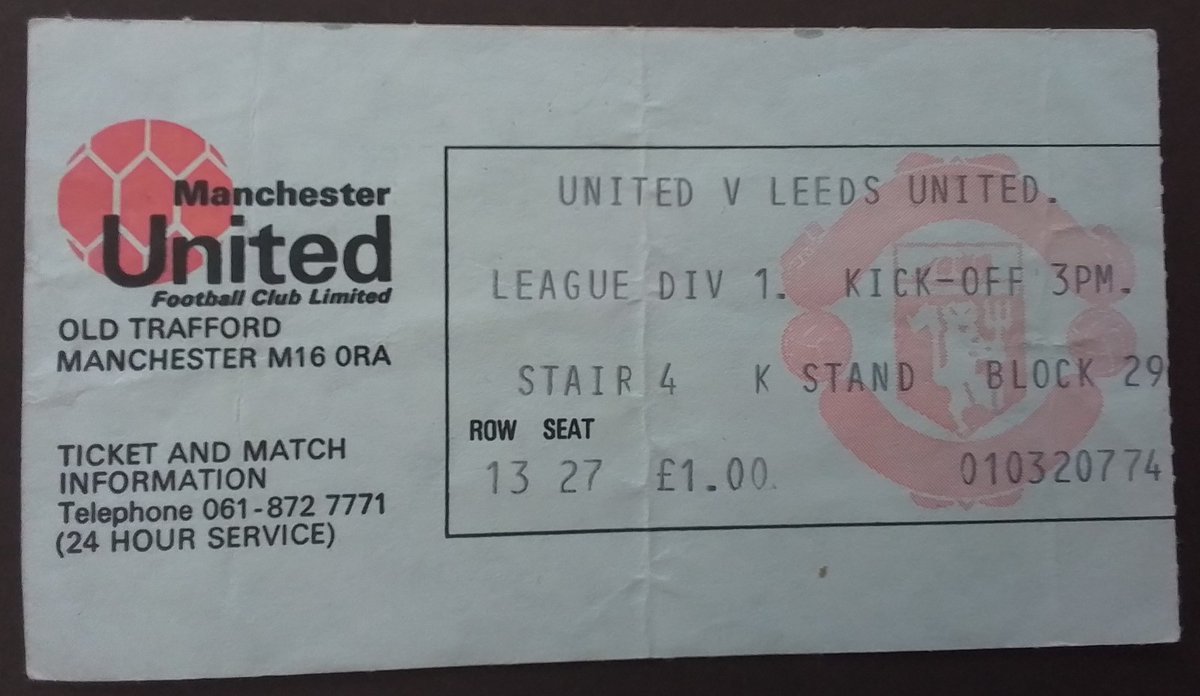 Manchester
United
Football Club Limited
OLD TRAFFORD
MANCHESTER M16 0RA
TICKET AND MATCH
INFORMATION
Telephone 061-872 7771
(24 HOUR SERVICE)
UNITED V LEEDS UNITED.
LEAGUE DIV 1. KICK-OFF 3PM.
STAIR 4 K STAND BLOCK 29
ROW SEAT
13 27 £1.00. 010320774